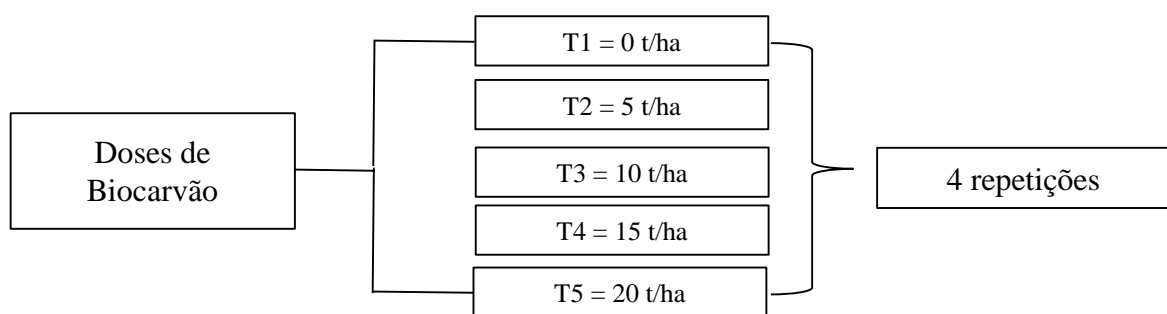 Doses de
Biocarvão
T1 = 0 t/ha
T2 = 5 t/ha
T3 = 10 t/ha
T4 = 15 t/ha
T5 = 20 t/ha
4 repetições